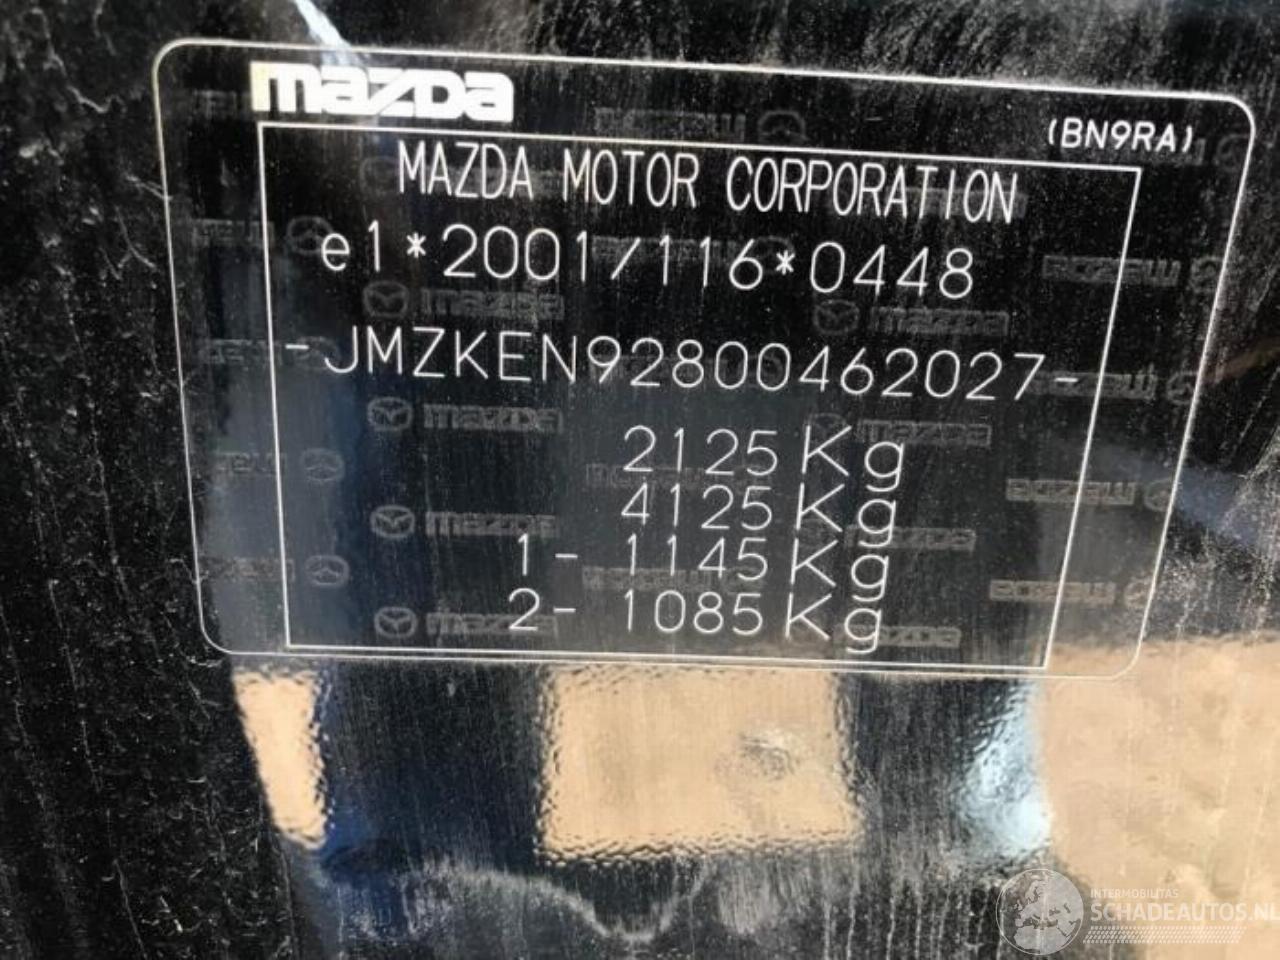 mazda
(BN9RA)
MAZDA MOTOR CORPORATION
e1*2001/116*0448
-JMZKEN92800462027-
2125 Kg
4125 Kg
1- 1145 Kg
2- 1085 Kg
INTERMOBILITAS
SCHADEAUTOS.NL